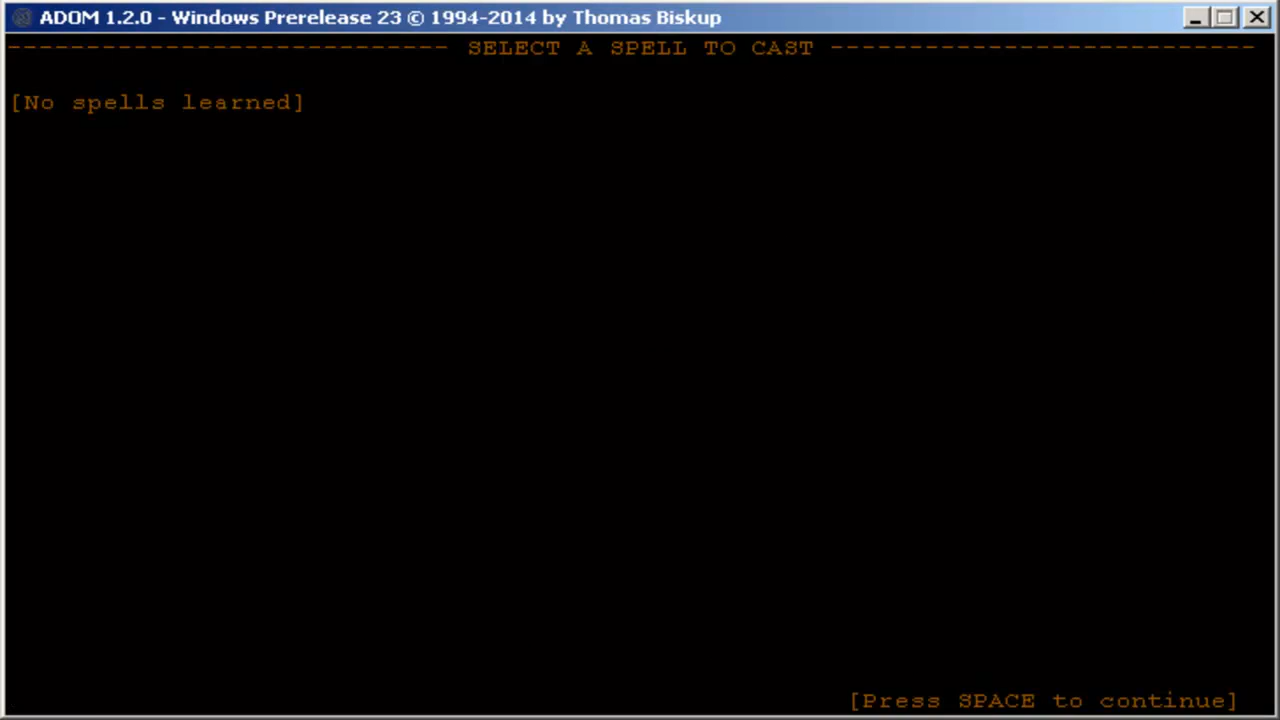 ADOM 1.2.0 - Windows Prerelease 23 © 1994-2014 by Thomas Biskup
---------------------------- SELECT A SPELL TO CAST ---------------------------
[No spells learned]
[Press SPACE to continue]